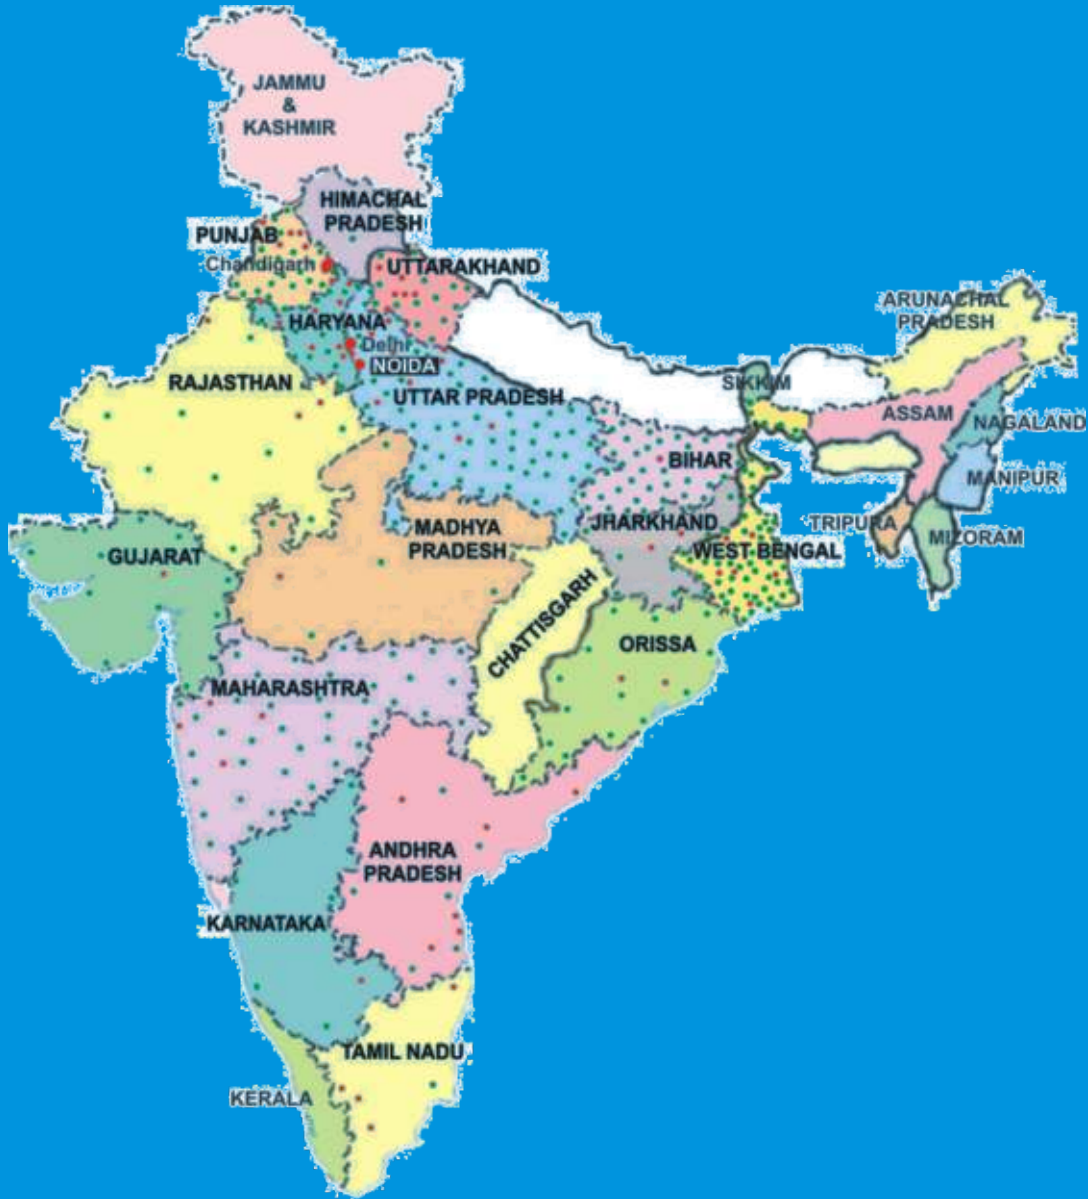 JAMMU
&
KASHMIR
HIMACHAL
PRADESH
PUNJAB
Chandigarh
UTTARAKHAND
ARUNACHAL
PRADESH
HARYANA
Delhi
NOIDA
SIKKIM
RAJASTHAN
UTTAR PRADESH
ASSAM
NAGALAND
BIHAR
MANIPUR
MADHYA
PRADESH
JHARKHAND
TRIPURA
MIZORAM
GUJARAT
WEST BENGAL
CHATTISGARH
ORISSA
MAHARASHTRA
ANDHRA
PRADESH
KARNATAKA
TAMIL NADU
KERALA